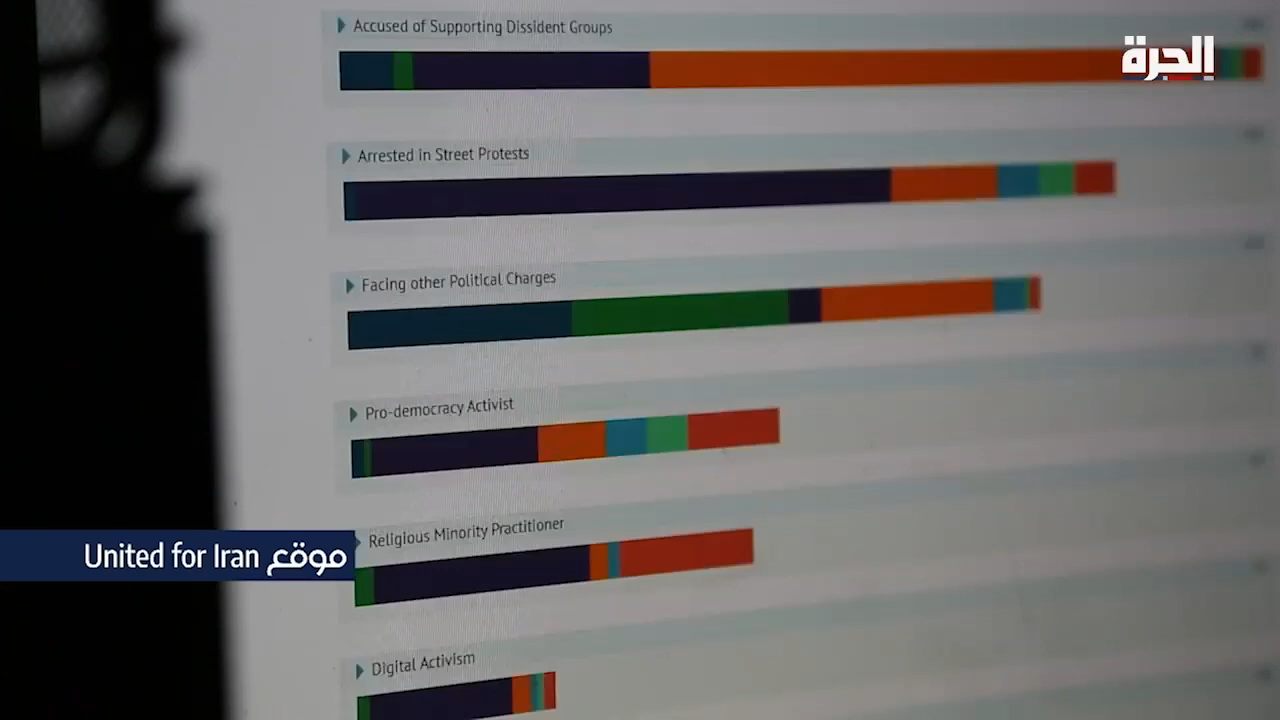 Accused of Supporting Dissident Groups
الحرة
Arrested in Street Protests
Facing other Political Charges
Pro-democracy Activist
Religious Minority Practitioner
موقع United for Iran
Digital Activism